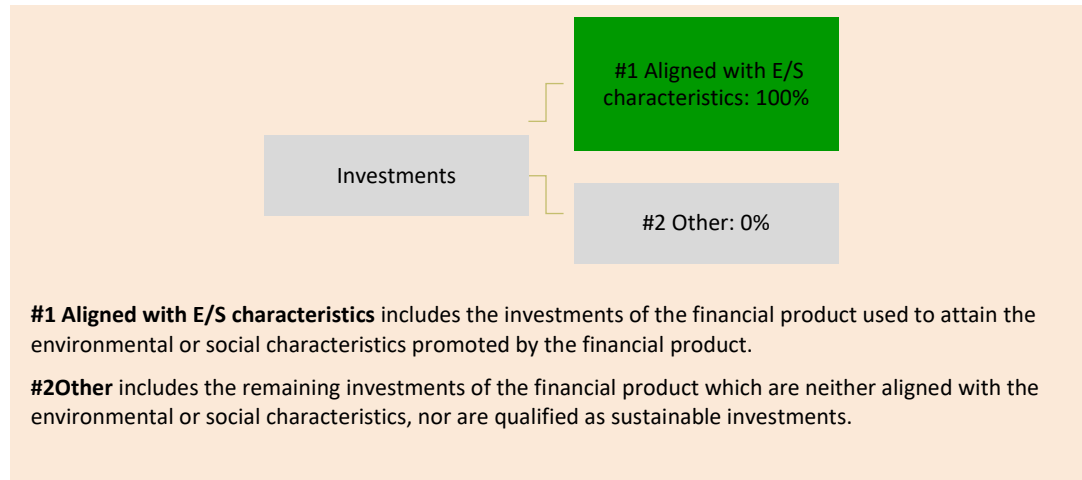 #1 Aligned with E/S
characteristics: 100%
Investments
#2 Other: 0%
#1 Aligned with E/S characteristics includes the investments of the financial product used to attain the
environmental or social characteristics promoted by the financial product.
#2Other includes the remaining investments of the financial product which are neither aligned with the
environmental or social characteristics, nor are qualified as sustainable investments.